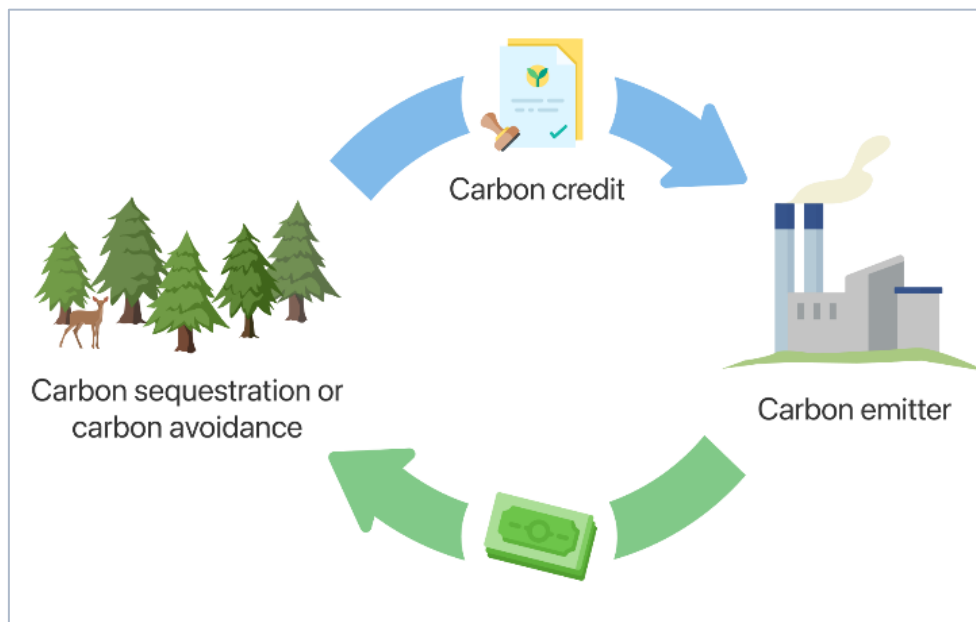 Carbon credit
Carbon sequestration or
carbon avoidance
Carbon emitter